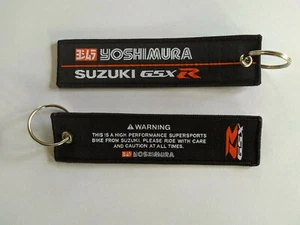 ヨシムラ YOSHIMURA
SUZUKI GSX R
⚠ WARNING
THIS IS A HIGH PERFORMANCE SUPERSPORTS
BIKE FROM SUZUKI. PLEASE RIDE WITH CARE
AND CAUTION AT ALL TIMES.
ヨシムラ YOSHIMURA
GSX R